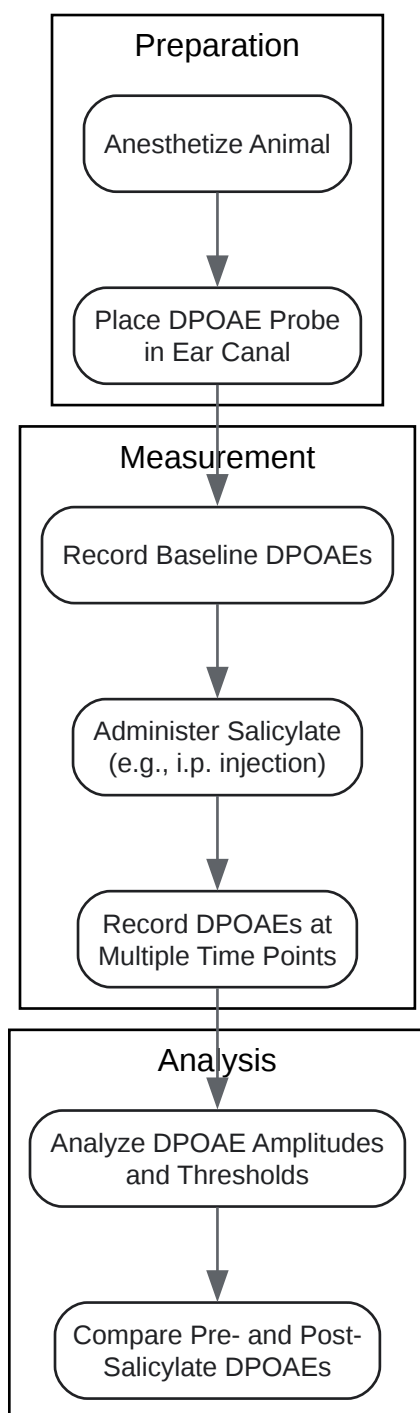 Preparation
Anesthetize Animal
Place DPOAE Probe
in Ear Canal
Measurement
Record Baseline DPOAEs
Administer Salicylate
(e.g., i.p. injection)
Record DPOAEs at
Multiple Time Points
Analysis
Analyze DPOAE Amplitudes
and Thresholds
Compare Pre- and Post-
Salicylate DPOAEs